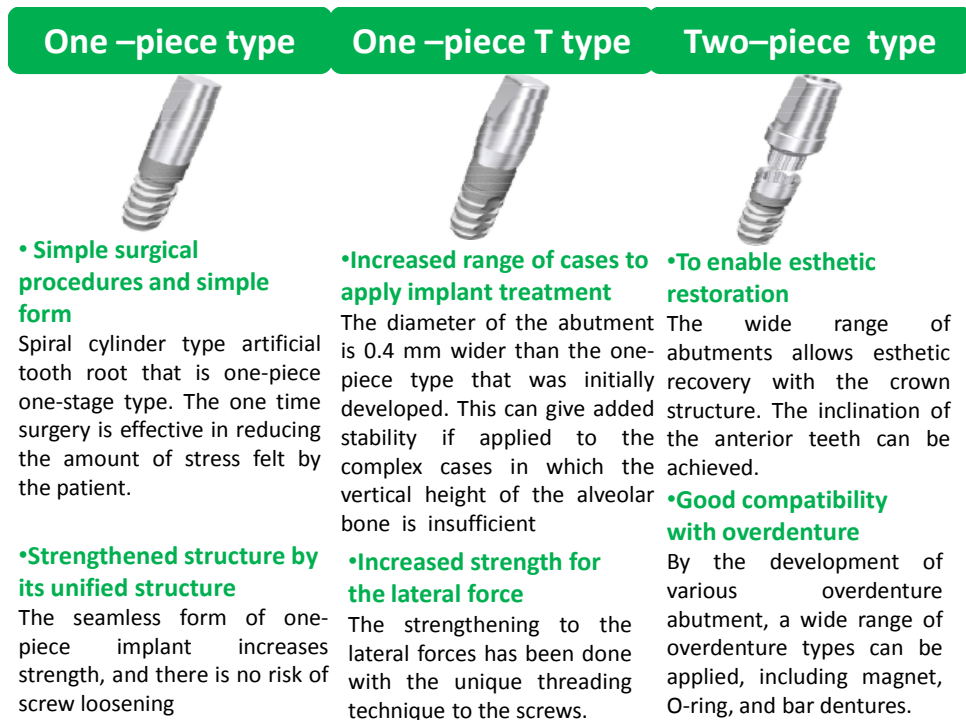 One –piece type
One –piece T type
Two–piece  type
• Simple surgical
procedures and simple
form
Spiral cylinder type artificial
tooth root that is one-piece
one-stage type. The one time
surgery is effective in reducing
the amount of stress felt by
the patient.
•Strengthened structure by
its unified structure
The seamless form of one-
piece implant increases
strength, and there is no risk of
screw loosening
•Increased range of cases to
apply implant treatment
The diameter of the abutment
is 0.4 mm wider than the one-
piece type that was initially
developed. This can give added
stability if applied to the
complex cases in which the
vertical height of the alveolar
bone is insufficient
•Increased strength for
the lateral force
The strengthening to the
lateral forces has been done
with the unique threading
technique to the screws.
•To enable esthetic
restoration
The wide range of
abutments allows esthetic
recovery with the crown
structure. The inclination of
the anterior teeth can be
achieved.
•Good compatibility
with overdenture
By the development of
various overdenture
abutment, a wide range of
overdenture types can be
applied, including magnet,
O-ring, and bar dentures.